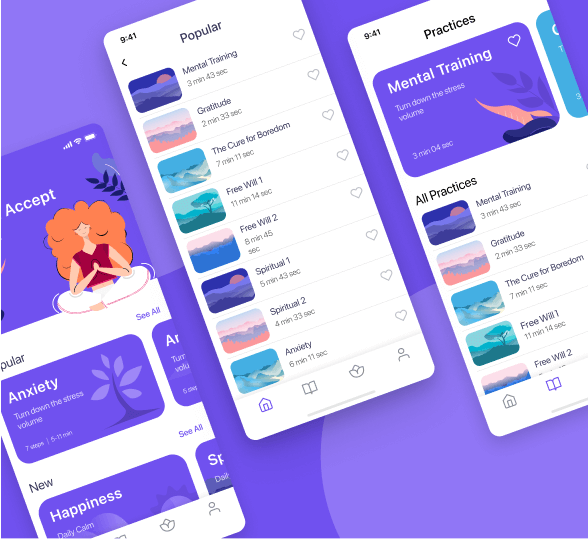 Accept
See All
pular
Anxiety
Turn down the stress
volume
7 steps | 5-11 min
Ar
Turr
volu
5 step
See All
New
Happiness
Daily Calm
Sp
Daily
9:41
Popular
Mental Training
3 min 43 sec
Gratitude
2 min 33 sec
The Cure for Boredom
7 min 11 sec
Free Will 1
11 min 14 sec
Free Will 2
8 min 45
sec
Spiritual 1
5 min 43 sec
Spiritual 2
4 min 33 sec
Anxiety
6 min 11 sec
9:41
Practices
Mental Training
Turn down the stress
volume
3 min 04 sec
All Practices
Mental Training
3 min 43 sec
Gratitude
2 min 33 sec
The Cure for Boredom
7 min 11 sec
Free Will 1
11 min 14 sec
Free Will 2